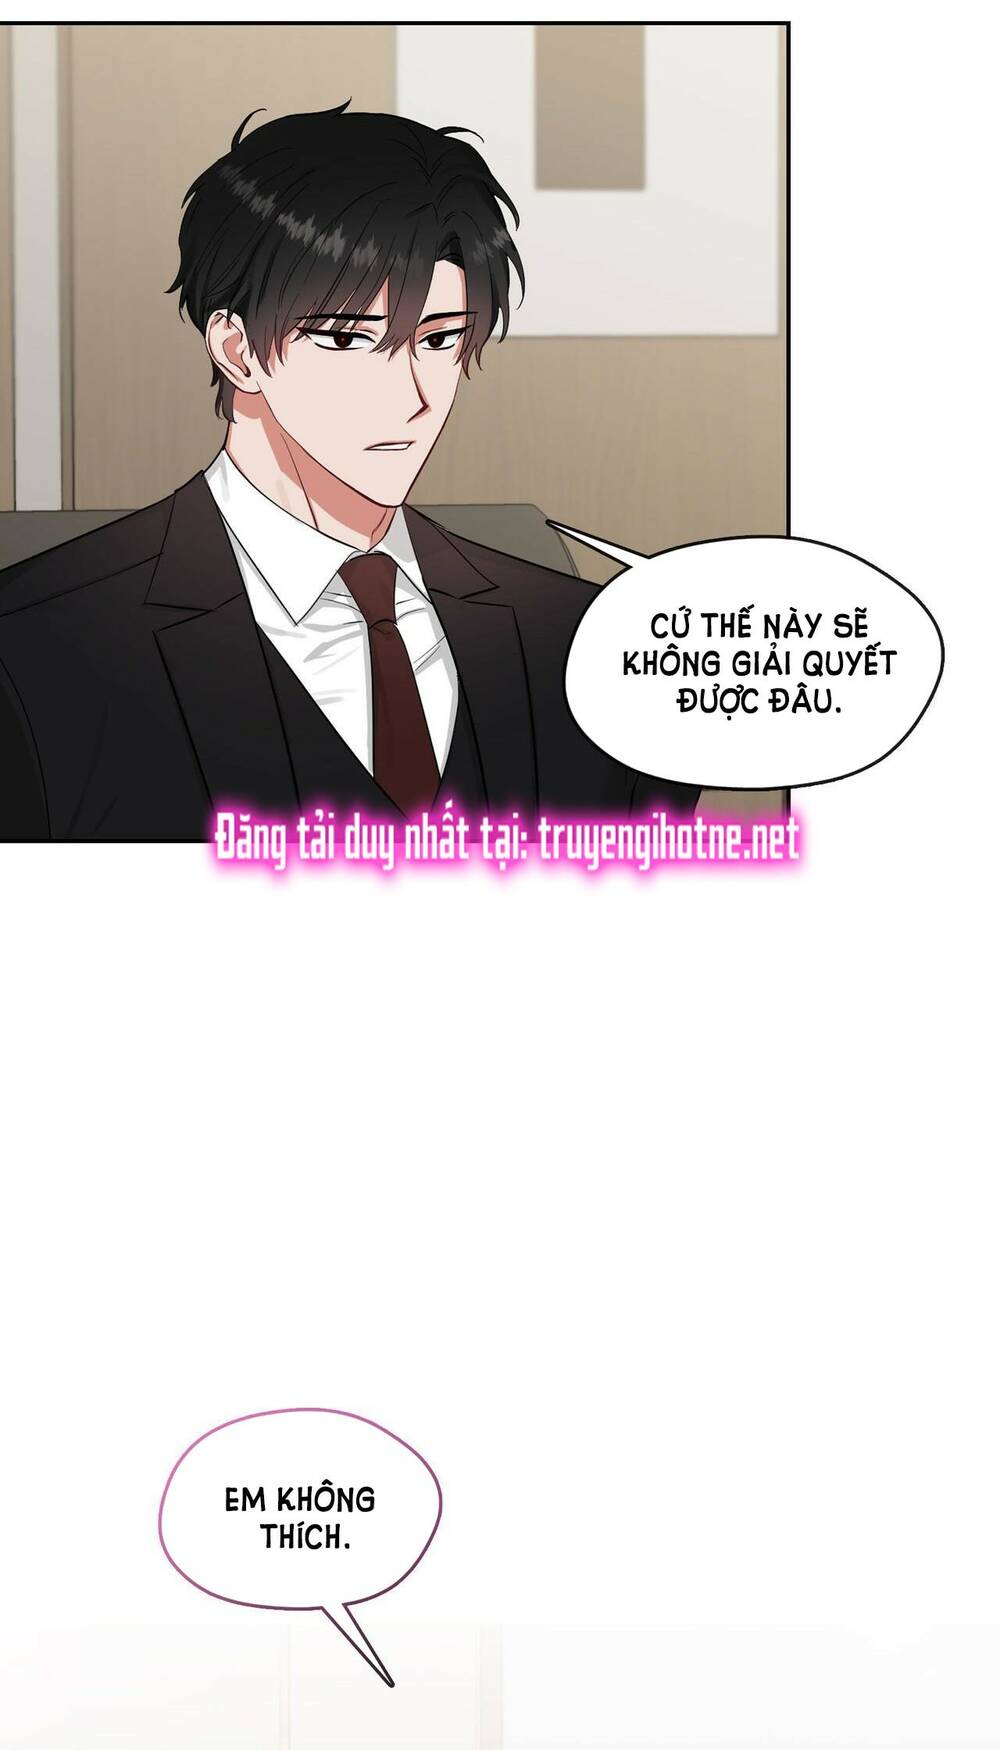 CỨ THẾ NÀY SẼ
KHÔNG GIẢI QUYẾT
ĐƯỢC ĐÂU.
Đăng tải duy nhất tại: truyengihotne.net
EM KHÔNG
THÍCH.